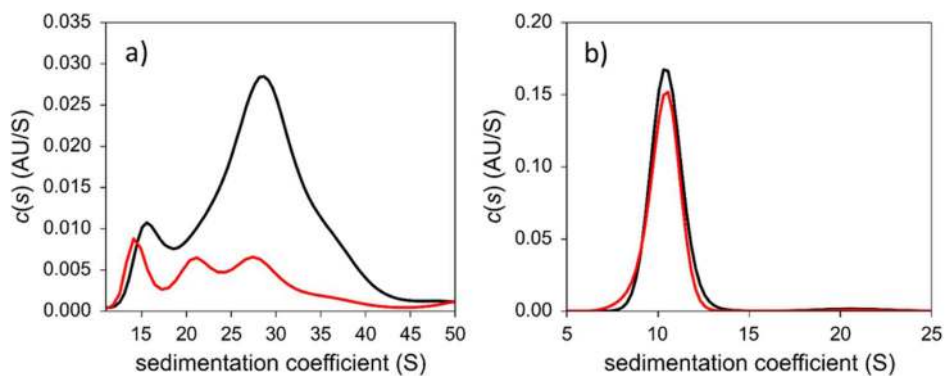 a)
c(s) (AU/S)
0.035
0.030
0.025
0.020
0.015
0.010
0.005
0.000
15 20 25 30 35 40 45 50
sedimentation coefficient (S)
b)
c(s) (AU/S)
0.20
0.15
0.10
0.05
0.00
5 10 15 20 25
sedimentation coefficient (S)